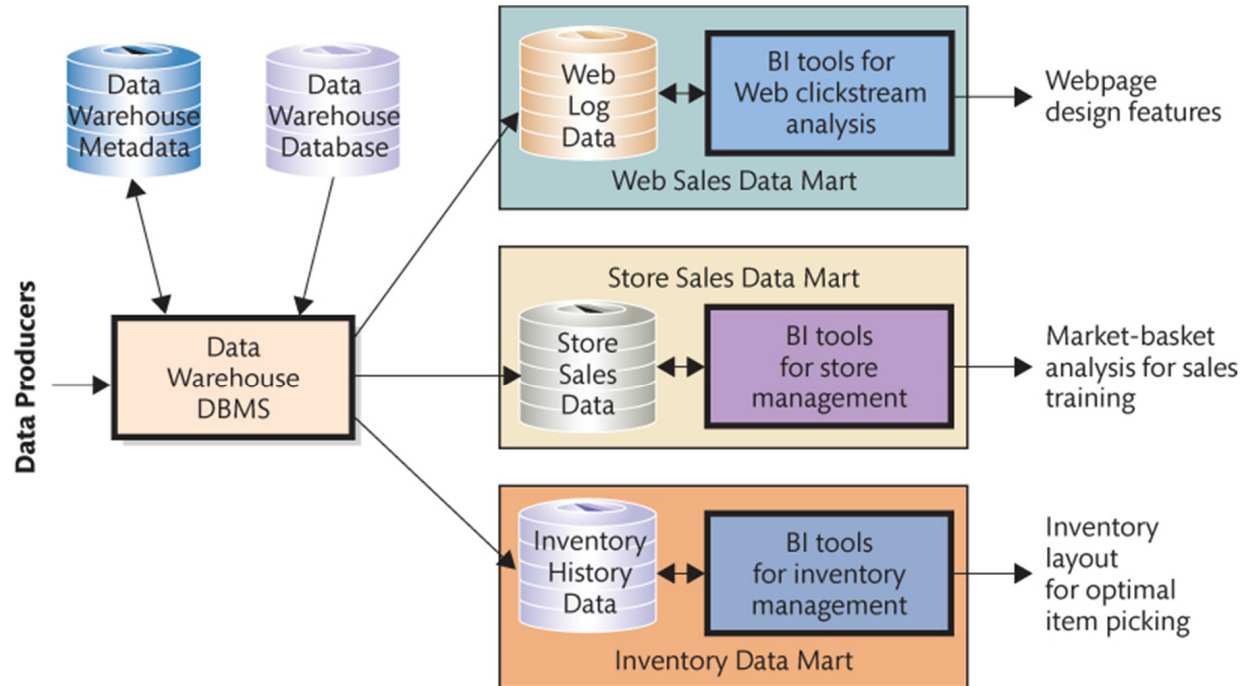 Data
Warehouse
Metadata
Data
Warehouse
Database
Data Producers
Data
Warehouse
DBMS
Web
Log
Data
BI tools for
Web clickstream
analysis
Web Sales Data Mart
Webpage
design features
Store Sales Data Mart
Store
Sales
Data
BI tools
for store
management
Market-basket
analysis for sales
training
Inventory
History
Data
BI tools
for inventory
management
Inventory Data Mart
Inventory
layout
for optimal
item picking